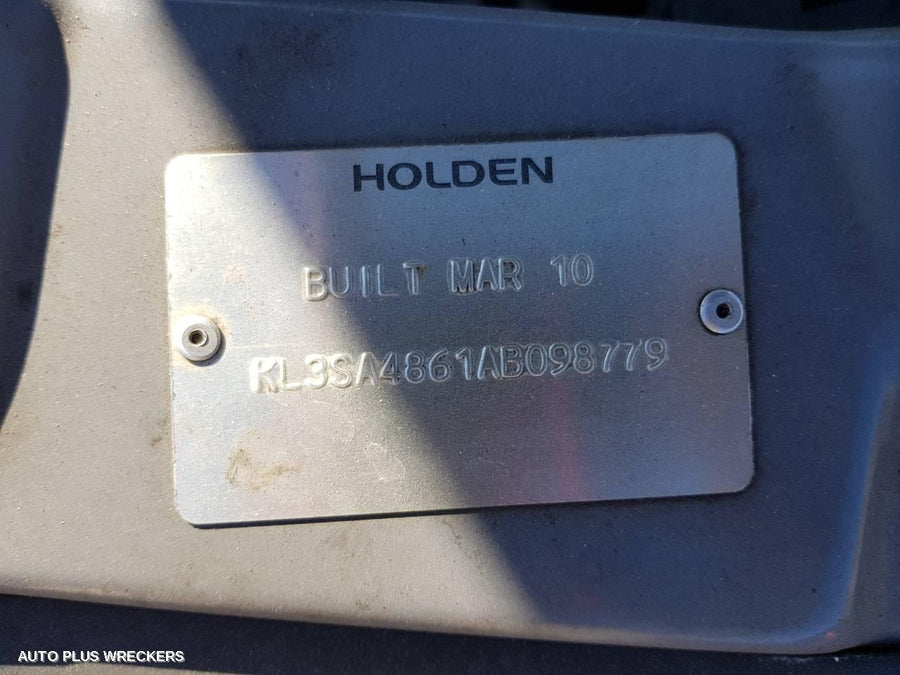 HOLDEN
BUILT MAR 10
KL3SA4861AB098779
AUTO PLUS WRECKERS